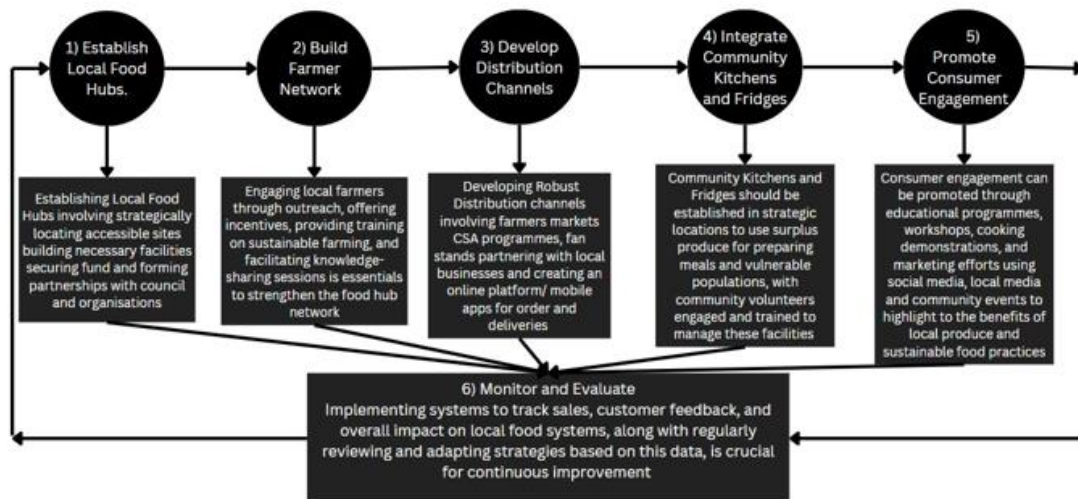 1) Establish
Local Food
Hubs.
2) Build
Farmer
Network
3) Develop
Distribution
Channels
4) Integrate
Community
Kitchens
and Fridges
5)
Promote
Consumer
Engagement
Establishing Local Food
Hubs involving strategically
locating accessible sites
building necessary facilities
securing fund and forming
partnerships with council
and organisations
Engaging local farmers
through outreach, offering
incentives, providing training
on sustainable farming, and
facilitating knowledge-
sharing sessions is essentials
to strengthen the food hub
network
Developing Robust
Distribution channels
involving farmers markets
CSA programmes, fan
stands partnering with local
businesses and creating an
online platform/ mobile
apps for order and
deliveries
Community Kitchens and
Fridges should be
established in strategic
locations to use surplus
produce for preparing
meals and vulnerable
populations, with
community volunteers
engaged and trained to
manage these facilities
Consumer engagement can
be promoted through
educational programmes,
workshops, cooking
demonstrations, and
marketing efforts using
social media, local media
and community events to
highlight to the benefits of
local produce and
sustainable food practices
6) Monitor and Evaluate
Implementing systems to track sales, customer feedback, and
overall impact on local food systems, along with regularly
reviewing and adapting strategies based on this data, is crucial
for continuous improvement